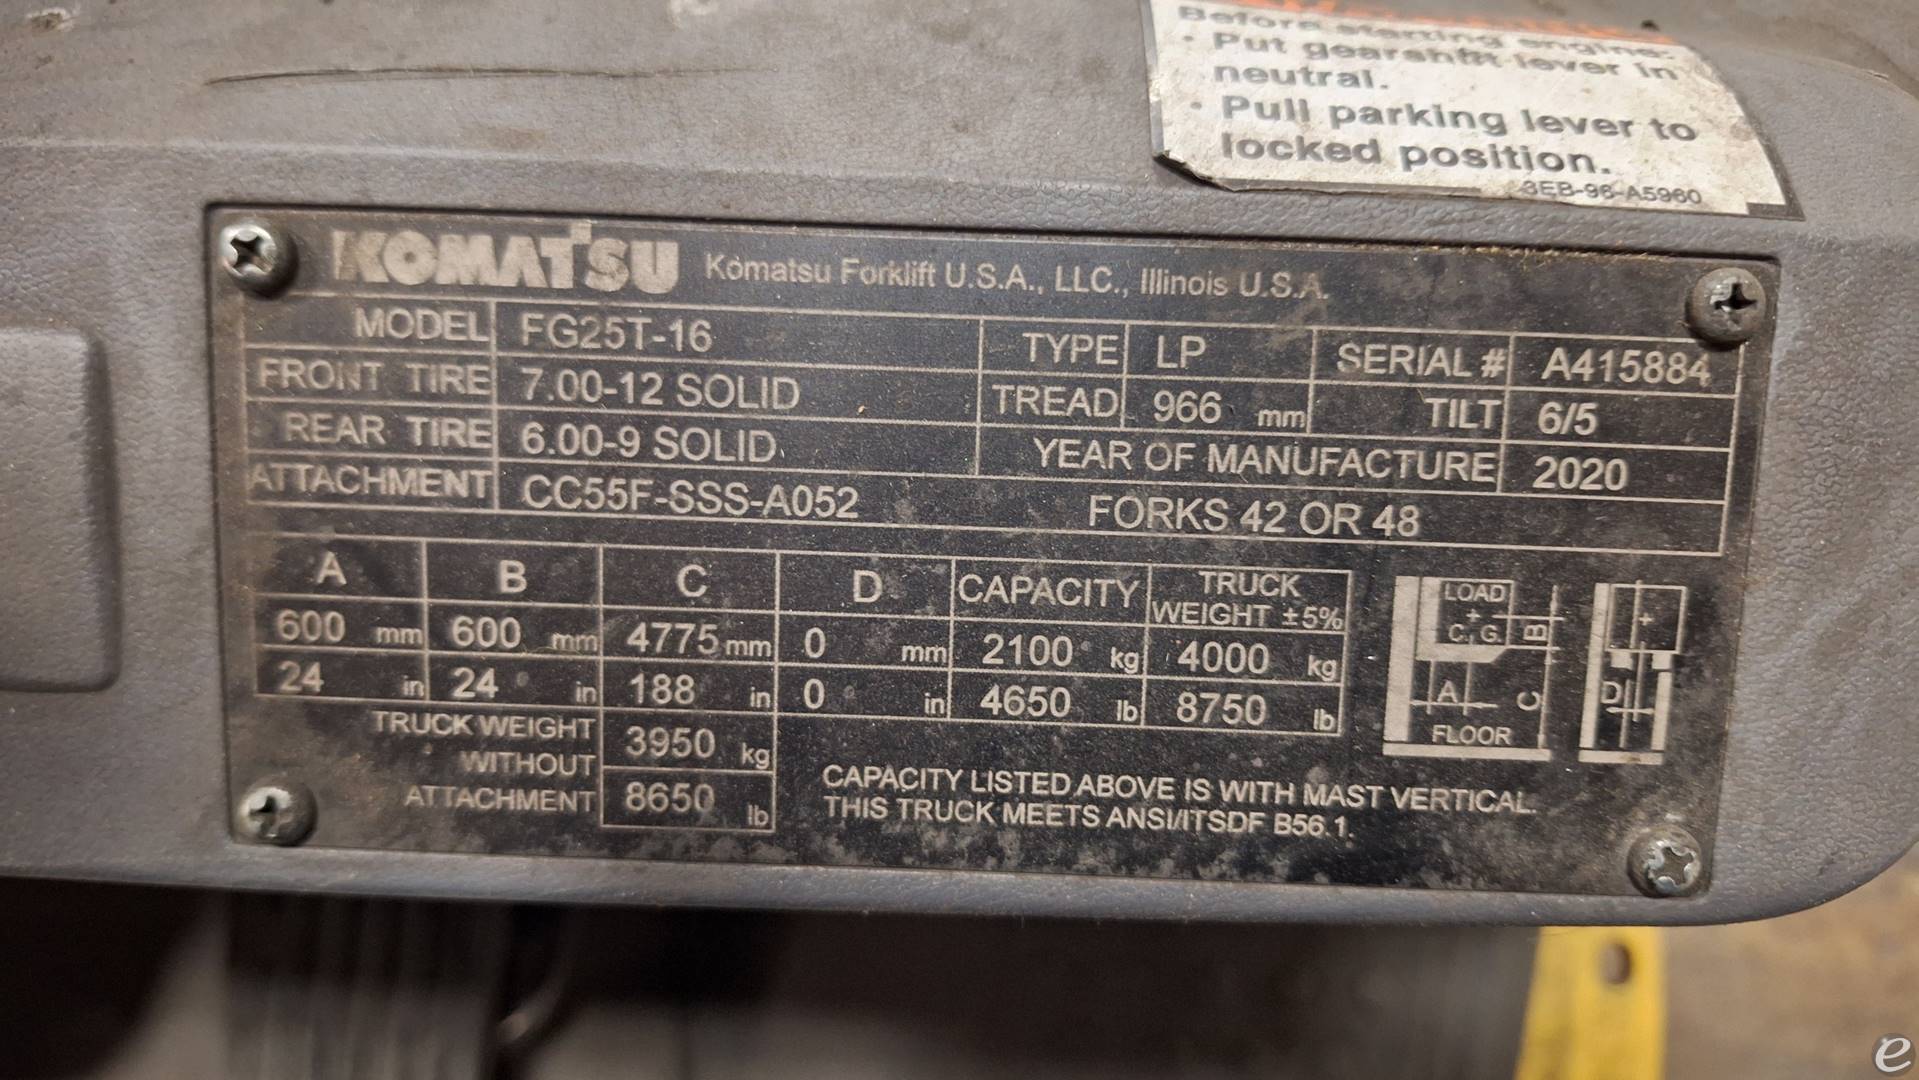 Before starting engine:
• Put gearshift lever in
neutral.
• Pull parking lever to
locked position.
3EB-96-A5960
KOMATSU Komatsu Forklift U.S.A., LLC., Illinois U.S.A.
MODEL FG25T-16 TYPE LP SERIAL # A415884
FRONT TIRE 7.00-12 SOLID TREAD 966 mm TILT 6/5
REAR TIRE 6.00-9 SOLID YEAR OF MANUFACTURE 2020
ATTACHMENT CC55F-SSS-A052 FORKS 42 OR 48
A B C D CAPACITY TRUCK WEIGHT ±5%
600 mm 600 mm 4775 mm 0 mm 2100 kg 4000 kg
24 in 24 in 188 in 0 in 4650 lb 8750 lb
TRUCK WEIGHT
WITHOUT
ATTACHMENT
3950 kg
8650 lb
CAPACITY LISTED ABOVE IS WITH MAST VERTICAL.
THIS TRUCK MEETS ANSI/ITSDF B56.1.
LOAD
+
C. G.
B
A
C
FLOOR
+
D
e